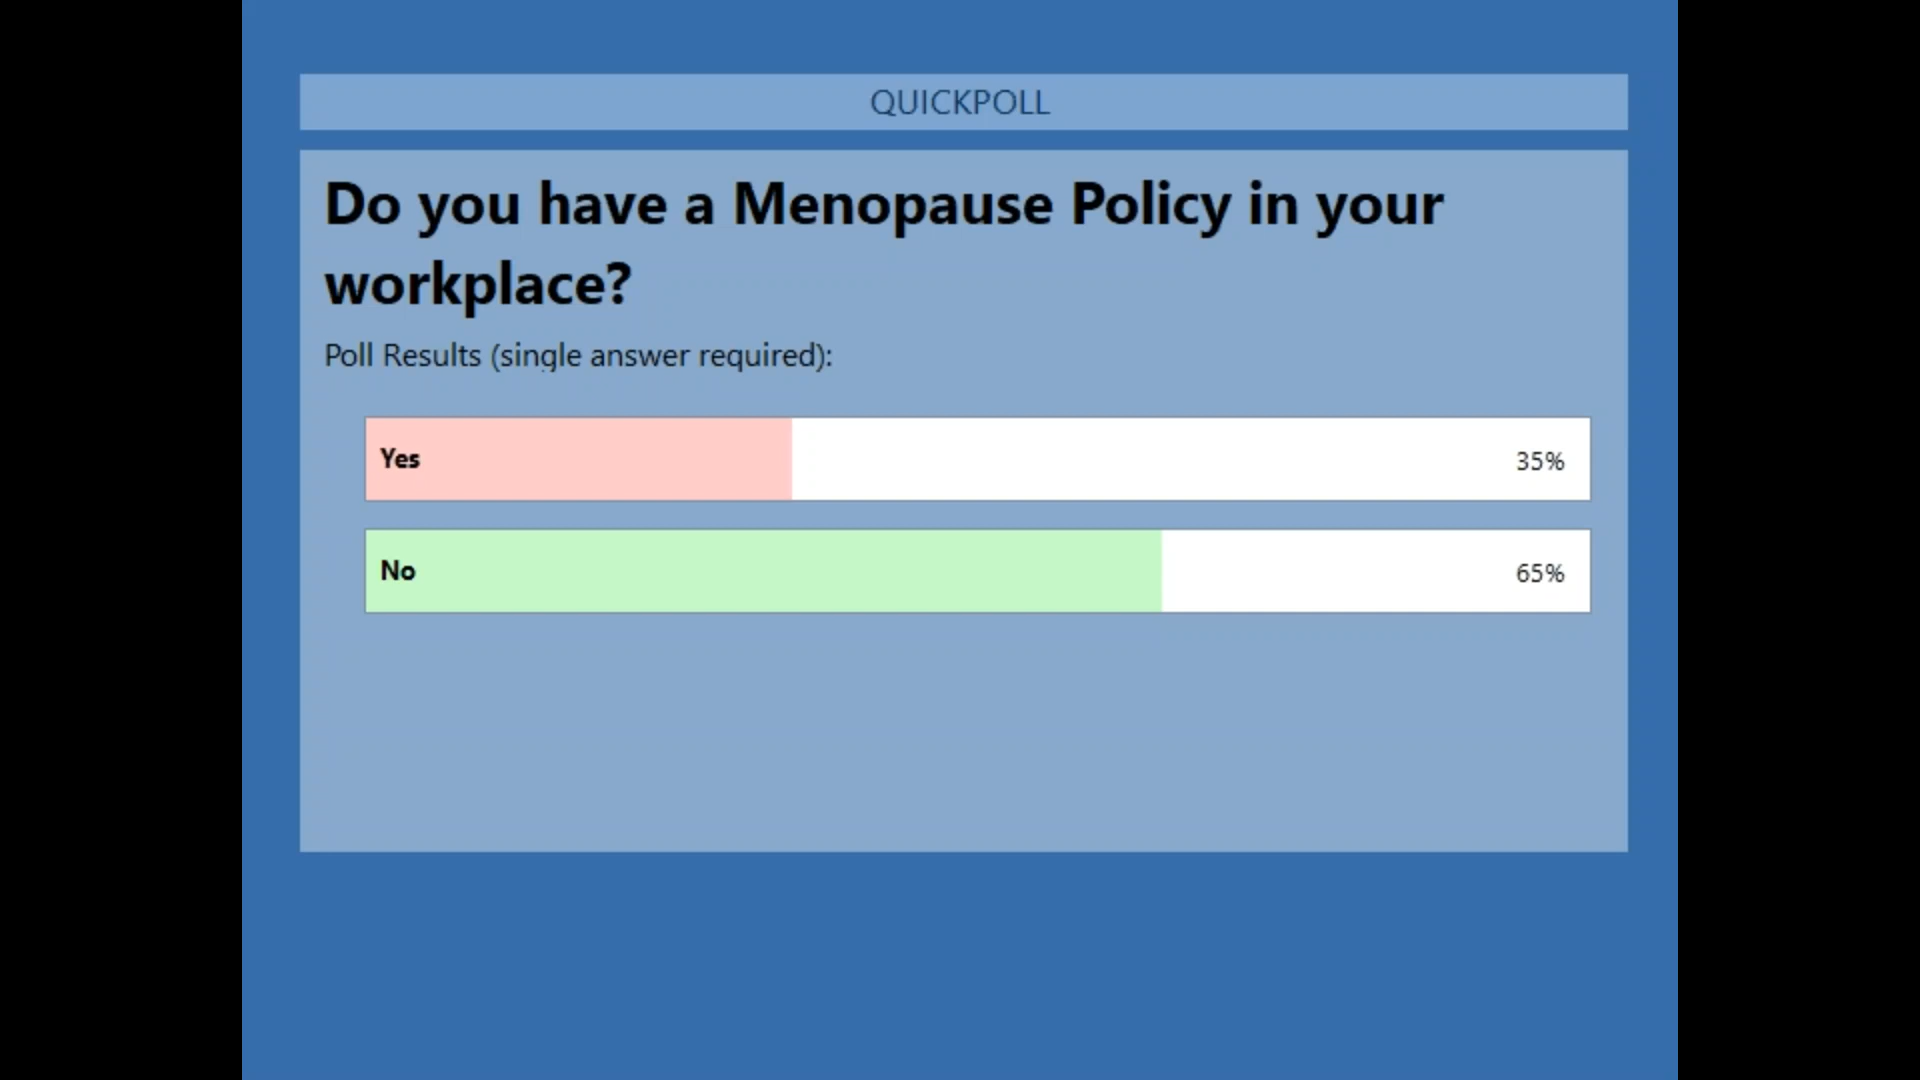 QUICKPOLL
Do you have a Menopause Policy in your
workplace?
Poll Results (single answer required):
Yes 35%
No 65%